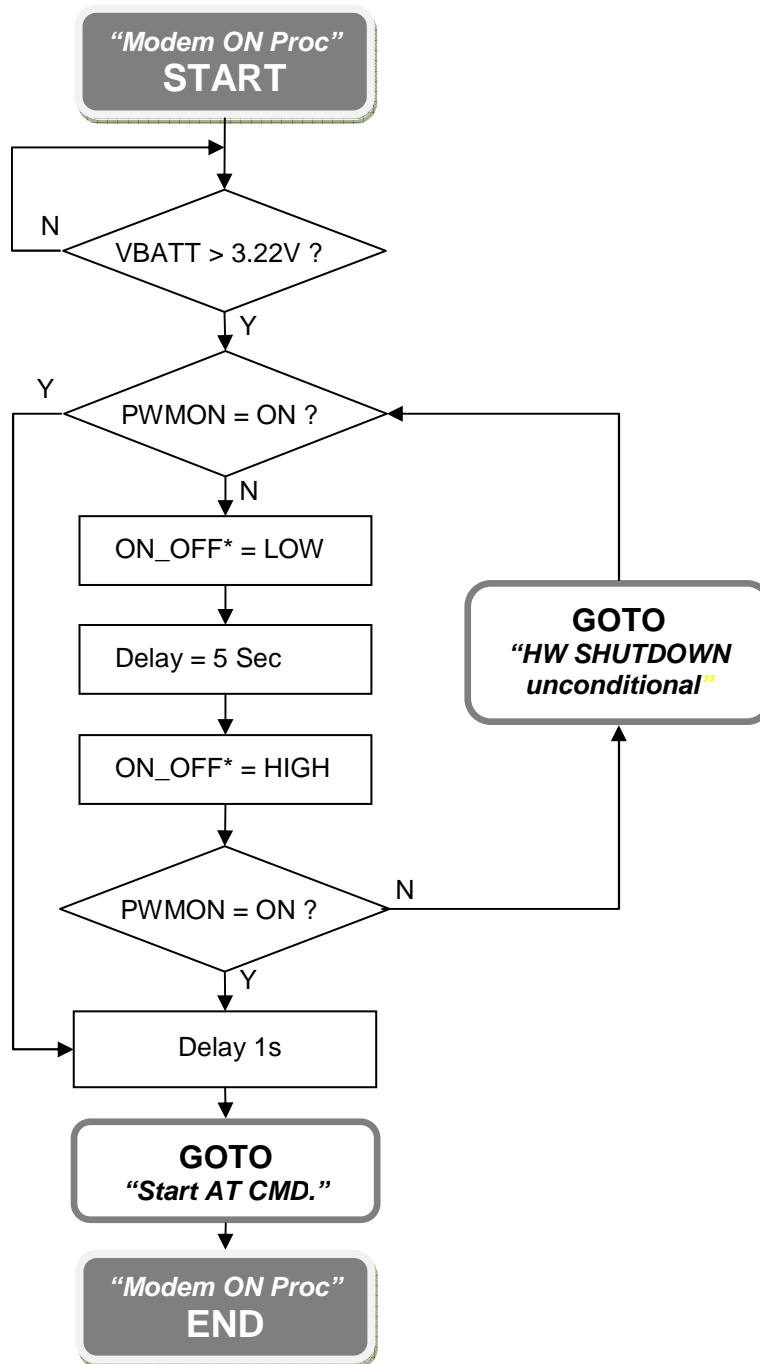 “Modem ON Proc”
START
N
VBATT > 3.22V ?
Y
Y
PWMON = ON ?
N
ON_OFF* = LOW
Delay = 5 Sec
ON_OFF* = HIGH
GOTO
“HW SHUTDOWN
unconditional”
PWMON = ON ?
N
Y
Delay 1s
GOTO
“Start AT CMD.”
“Modem ON Proc”
END